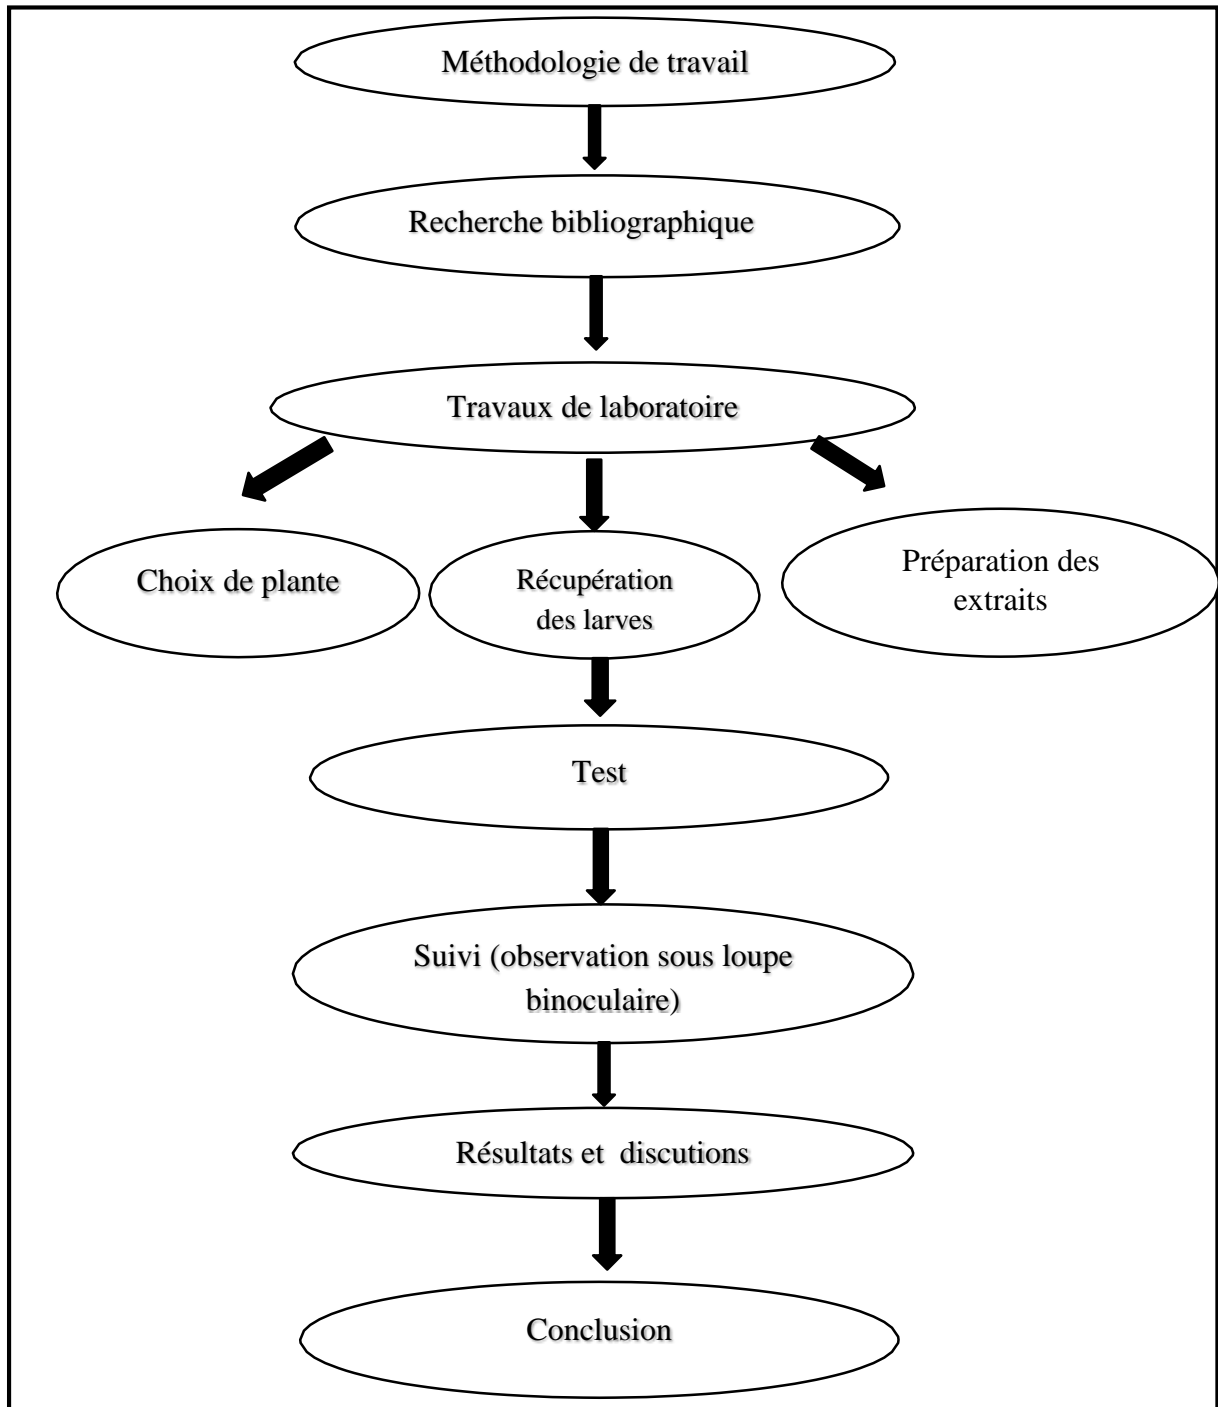 Méthodologie de travail
Recherche bibliographique
Travaux de laboratoire
Choix de plante
Récupération
des larves
Préparation des
extraits
Test
Suivi (observation sous loupe
binoculaire)
Résultats et discutions
Conclusion